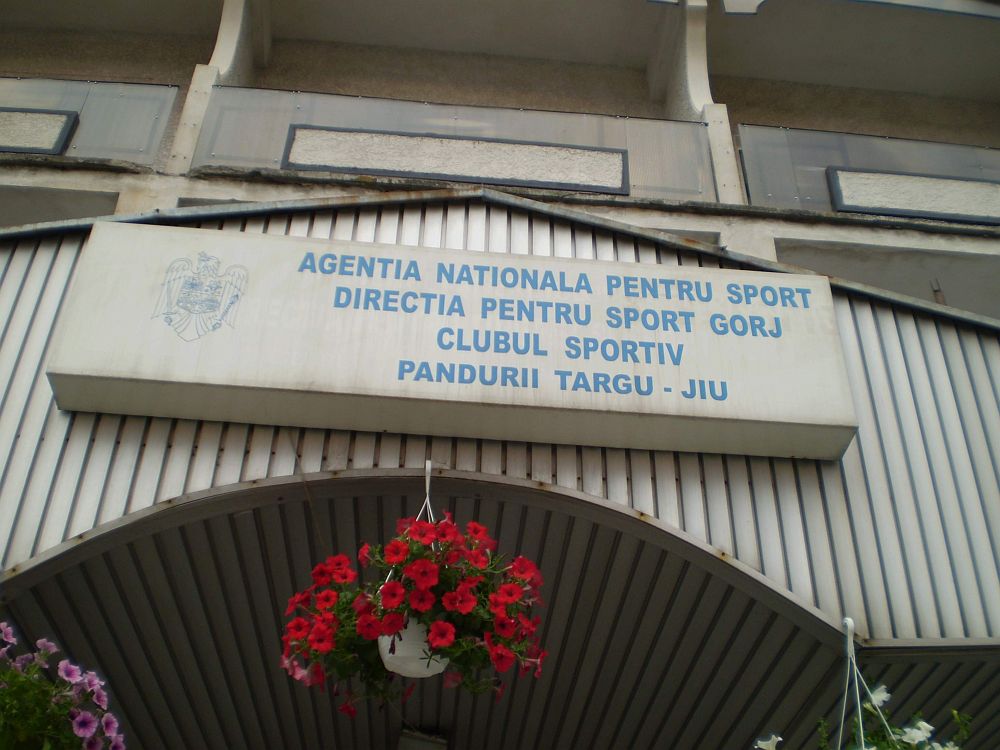 AGENTIA NATIONALA PENTRU SPORT
DIRECTIA PENTRU SPORT GORJ
CLUBUL SPORTIV
PANDURII TARGU - JIU